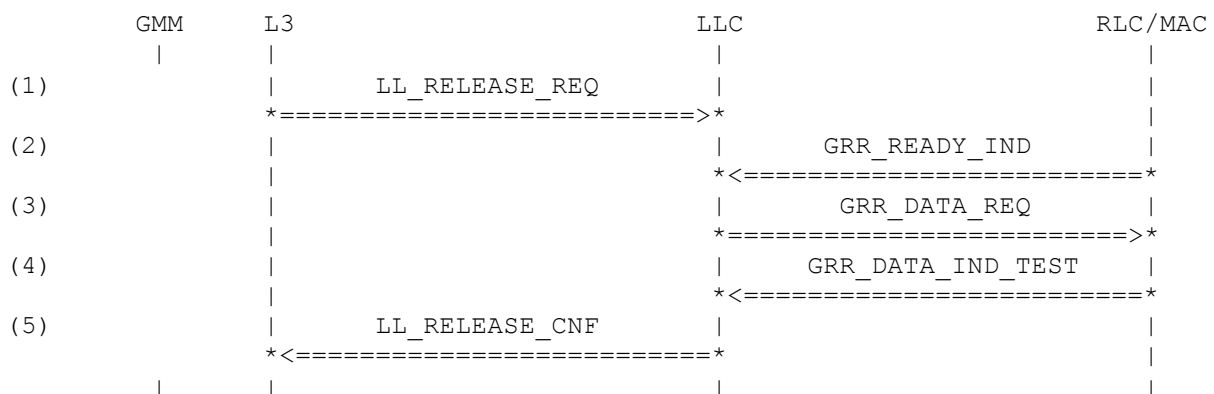 GMM L3 LLC RLC/MAC
| | | |
(1) | LL_RELEASE_REQ | |
*==========================>* |
(2) | | GRR_READY_IND |
| *<=========================*
(3) | | GRR_DATA_REQ |
| *=========================>*
(4) | | GRR_DATA_IND_TEST |
| *<=========================*
(5) | LL_RELEASE_CNF | |
*<==========================* |
| | |